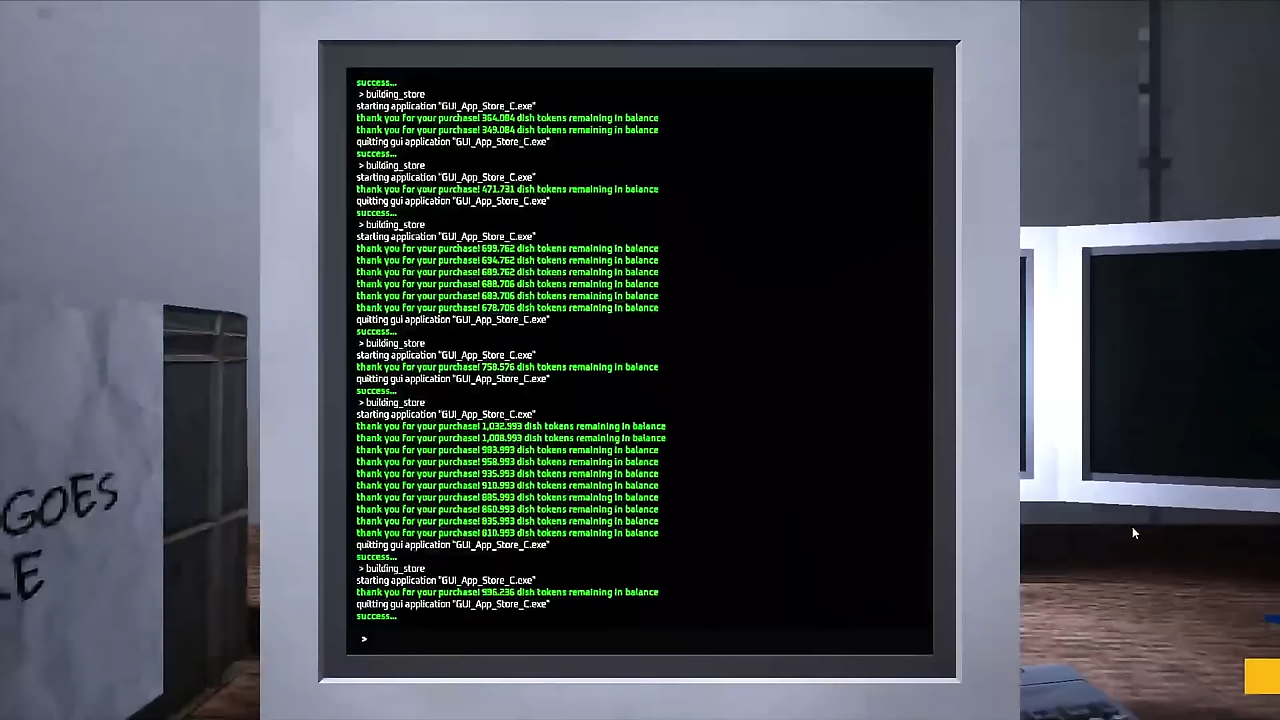 success...
> building_store
starting application "GUI_App_Store_C.exe"
thank you for your purchase! 364.084 dish tokens remaining in balance
thank you for your purchase! 349.084 dish tokens remaining in balance
quitting gui application "GUI_App_Store_C.exe"
success...
> building_store
starting application "GUI_App_Store_C.exe"
thank you for your purchase! 471.731 dish tokens remaining in balance
quitting gui application "GUI_App_Store_C.exe"
success...
> building_store
starting application "GUI_App_Store_C.exe"
thank you for your purchase! 699.762 dish tokens remaining in balance
thank you for your purchase! 694.762 dish tokens remaining in balance
thank you for your purchase! 689.762 dish tokens remaining in balance
thank you for your purchase! 688.706 dish tokens remaining in balance
thank you for your purchase! 683.706 dish tokens remaining in balance
thank you for your purchase! 678.706 dish tokens remaining in balance
quitting gui application "GUI_App_Store_C.exe"
success...
> building_store
starting application "GUI_App_Store_C.exe"
thank you for your purchase! 758.576 dish tokens remaining in balance
quitting gui application "GUI_App_Store_C.exe"
success...
> building_store
starting application "GUI_App_Store_C.exe"
thank you for your purchase! 1,032.993 dish tokens remaining in balance
thank you for your purchase! 1,008.993 dish tokens remaining in balance
thank you for your purchase! 983.993 dish tokens remaining in balance
thank you for your purchase! 958.993 dish tokens remaining in balance
thank you for your purchase! 935.993 dish tokens remaining in balance
thank you for your purchase! 910.993 dish tokens remaining in balance
thank you for your purchase! 885.993 dish tokens remaining in balance
thank you for your purchase! 860.993 dish tokens remaining in balance
thank you for your purchase! 835.993 dish tokens remaining in balance
thank you for your purchase! 810.993 dish tokens remaining in balance
quitting gui application "GUI_App_Store_C.exe"
success...
> building_store
starting application "GUI_App_Store_C.exe"
thank you for your purchase! 996.236 dish tokens remaining in balance
quitting gui application "GUI_App_Store_C.exe"
success...
>
GOES
LE